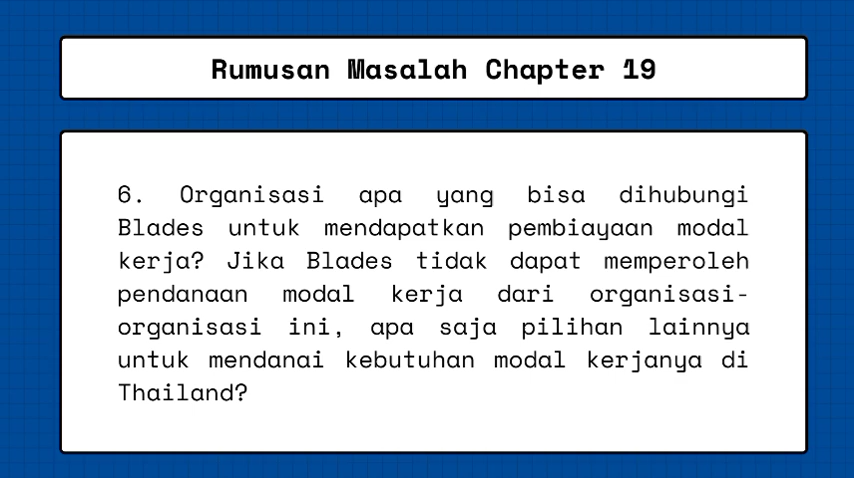 Rumusan Masalah Chapter 19
6. Organisasi apa yang bisa dihubungi
Blades untuk mendapatkan pembiayaan modal
kerja? Jika Blades tidak dapat memperoleh
pendanaan modal kerja dari organisasi-
organisasi ini, apa saja pilihan lainnya
untuk mendanai kebutuhan modal kerjanya di
Thailand?